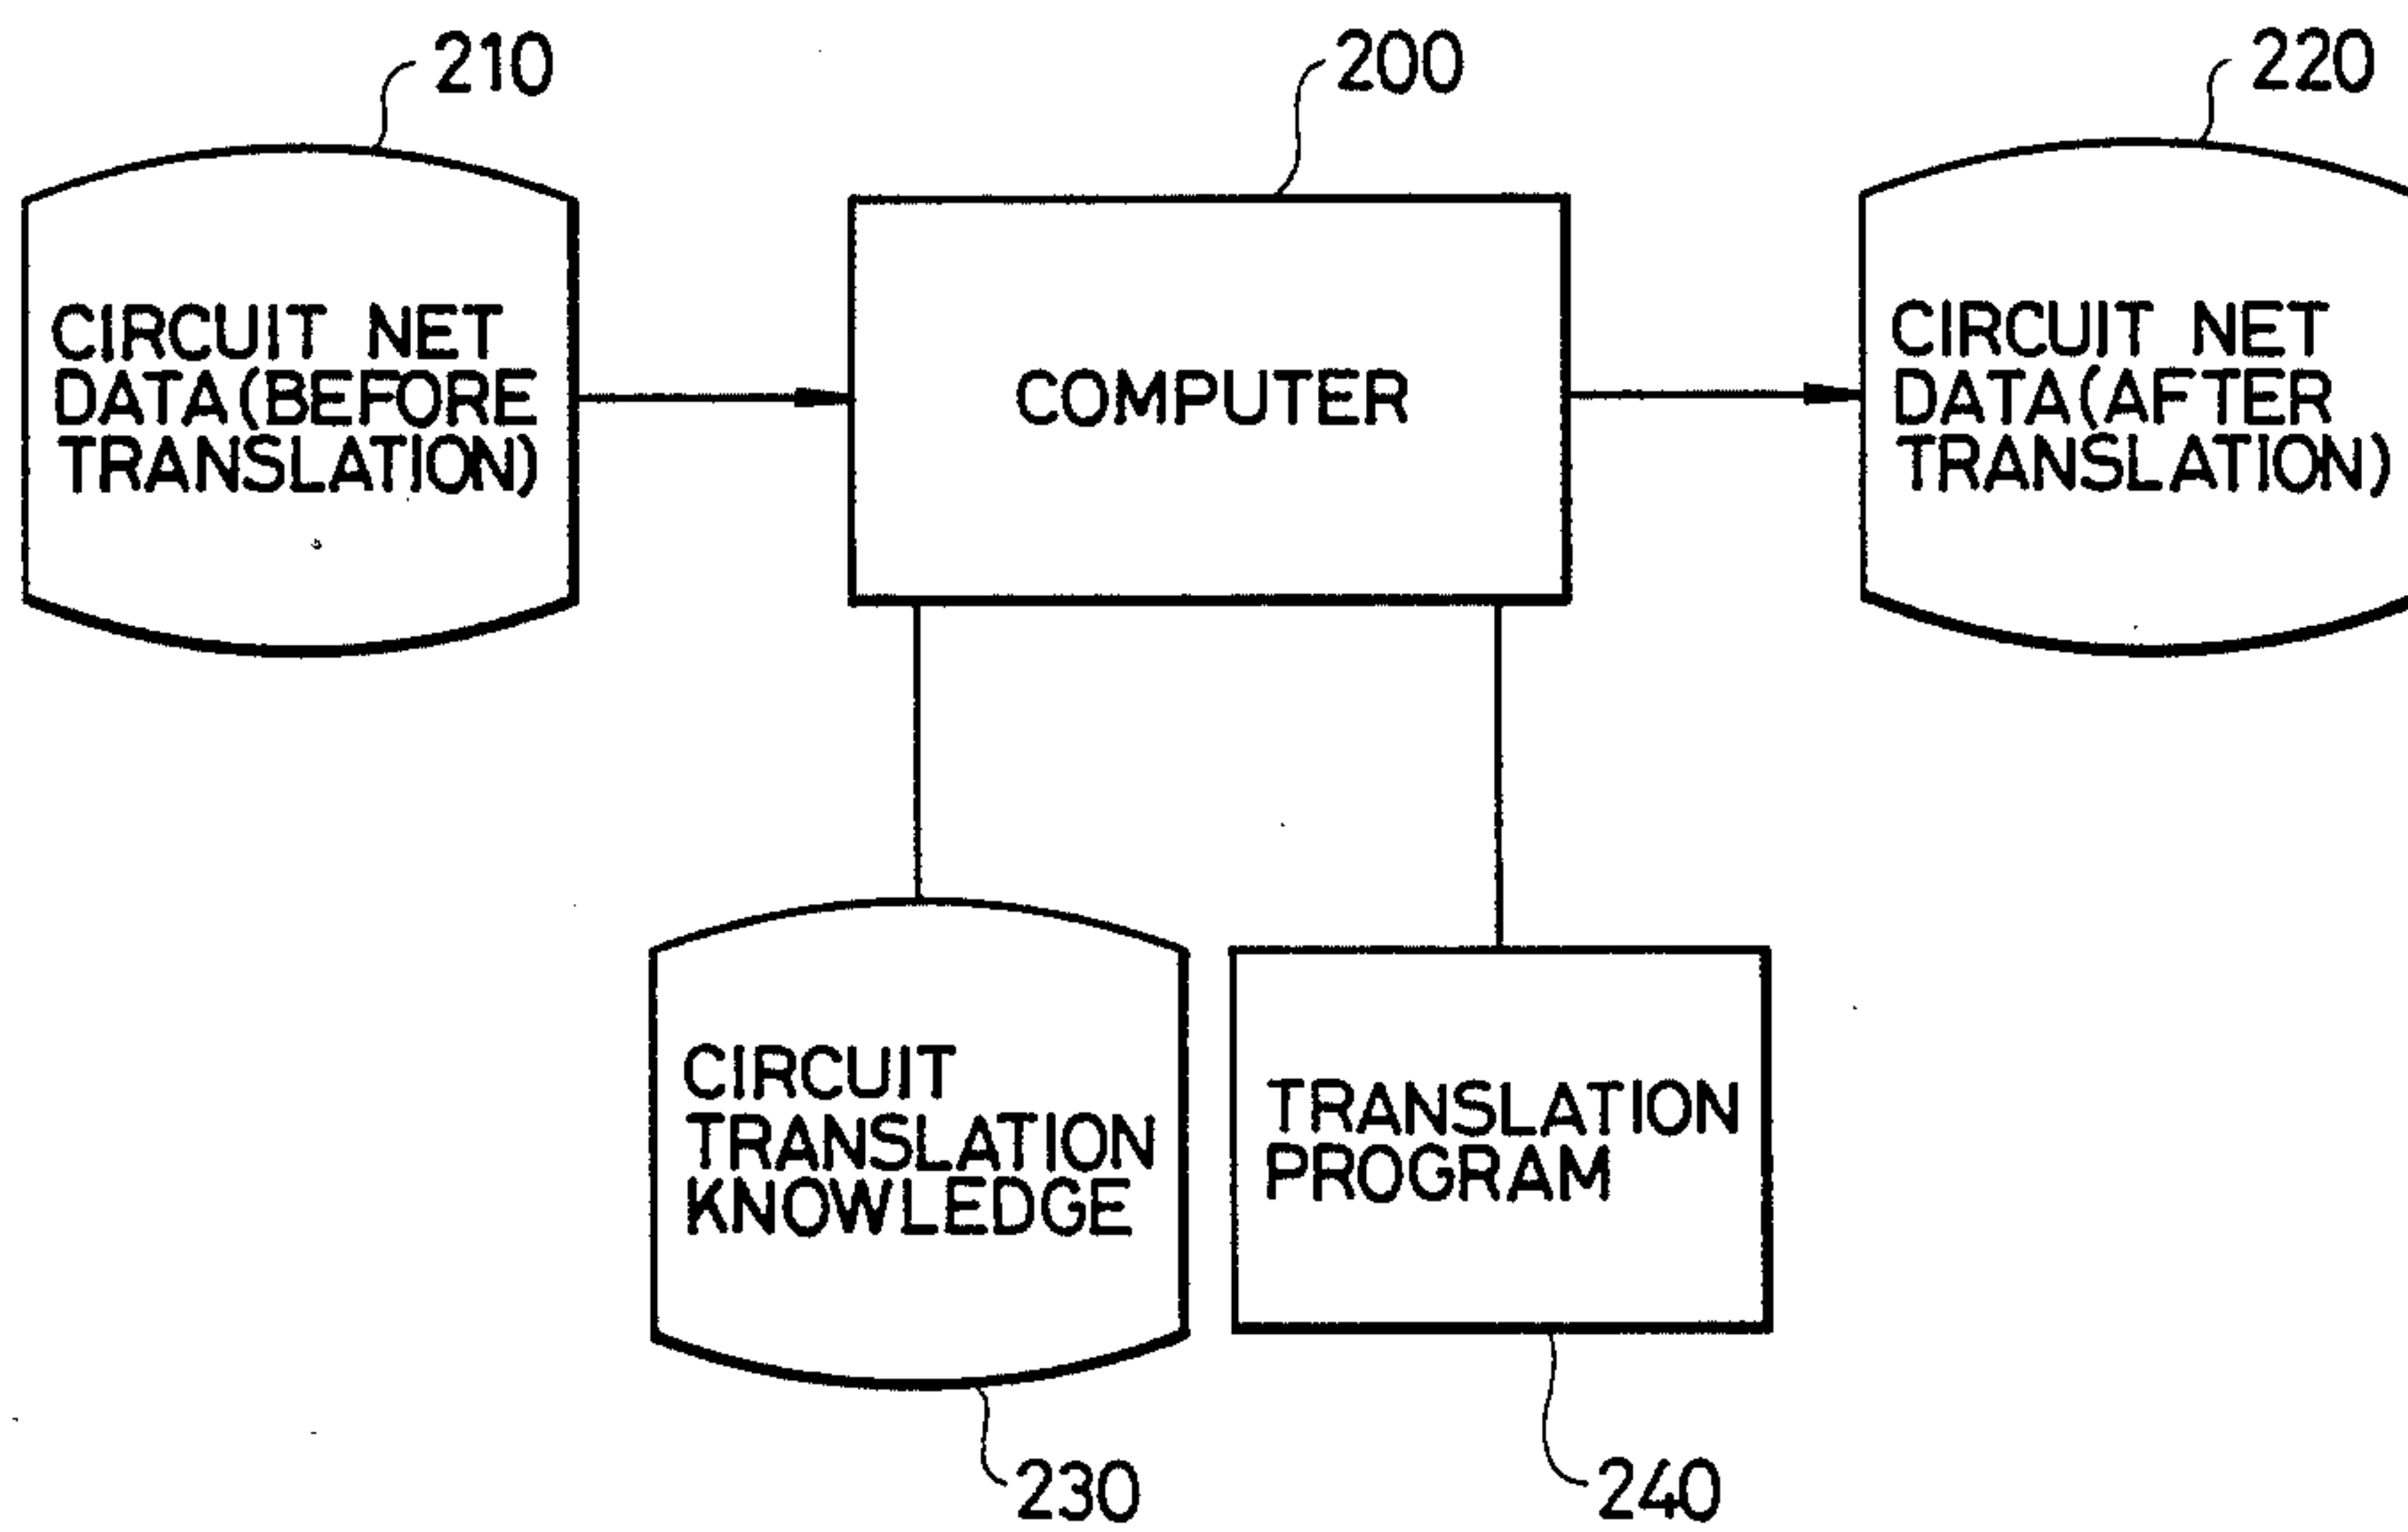 210
200
220
CIRCUIT NET
DATA(BEFORE
TRANSLATION)
COMPUTER
CIRCUIT NET
DATA(AFTER
TRANSLATION)
CIRCUIT
TRANSLATION
KNOWLEDGE
TRANSLATION
PROGRAM
230
240